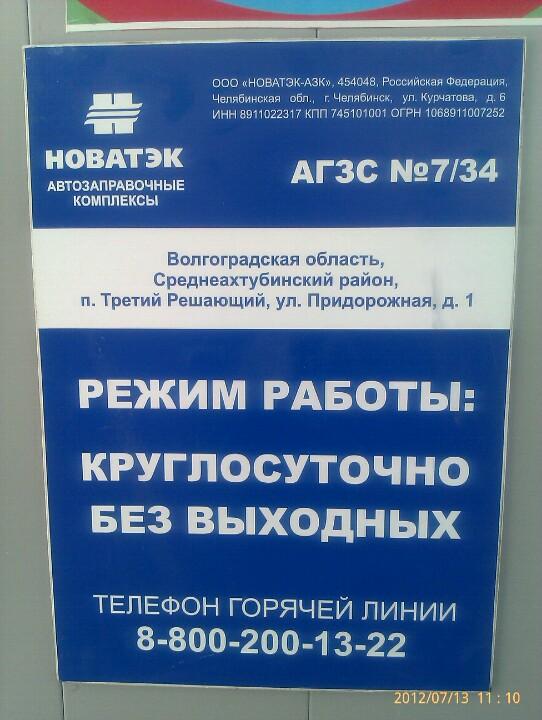 ООО «НОВАТЭК-АЗК», 454048, Российская Федерация,
Челябинская обл., г. Челябинск, ул. Курчатова, д. 6
ИНН 8911022317 КПП 745101001 ОГРН 1068911007252
НОВАТЭК
АВТОЗАПРАВОЧНЫЕ
КОМПЛЕКСЫ
АГЗС №7/34
Волгоградская область,
Среднеахтубинский район,
п. Третий Решающий, ул. Придорожная, д. 1
РЕЖИМ РАБОТЫ:
КРУГЛОСУТОЧНО
БЕЗ ВЫХОДНЫХ
ТЕЛЕФОН ГОРЯЧЕЙ ЛИНИИ
8-800-200-13-22
2012/07/13 11:10